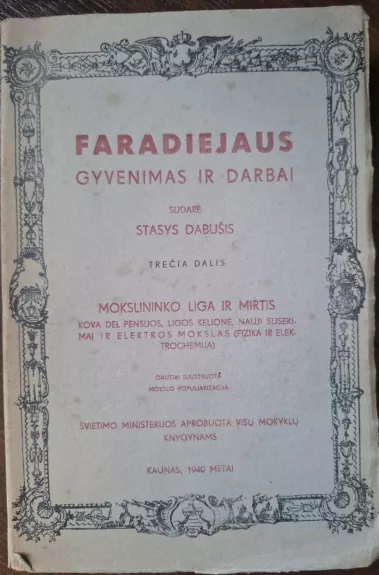 FARADIEJAUS
GYVENIMAS IR DARBAI
SUDARĖ
STASYS DABUŠIS
TREČIA DALIS
MOKSLININKO LIGA IR MIRTIS
KOVA DĖL PENSIJOS, LIGOS KELIONĖ, NAUJI SUSEKI-
MAI IR ELEKTROS MOKSLAS (FIZIKA IR ELEK-
TROCHEMIJA)
GAUSIAI ILIUSTRUOTA
MOKSLO POPULIARIZACIJA
ŠVIETIMO MINISTERIJOS APROBUOTA VISŲ MOKYKLŲ
KNYGYNAMS
KAUNAS, 1940 METAI